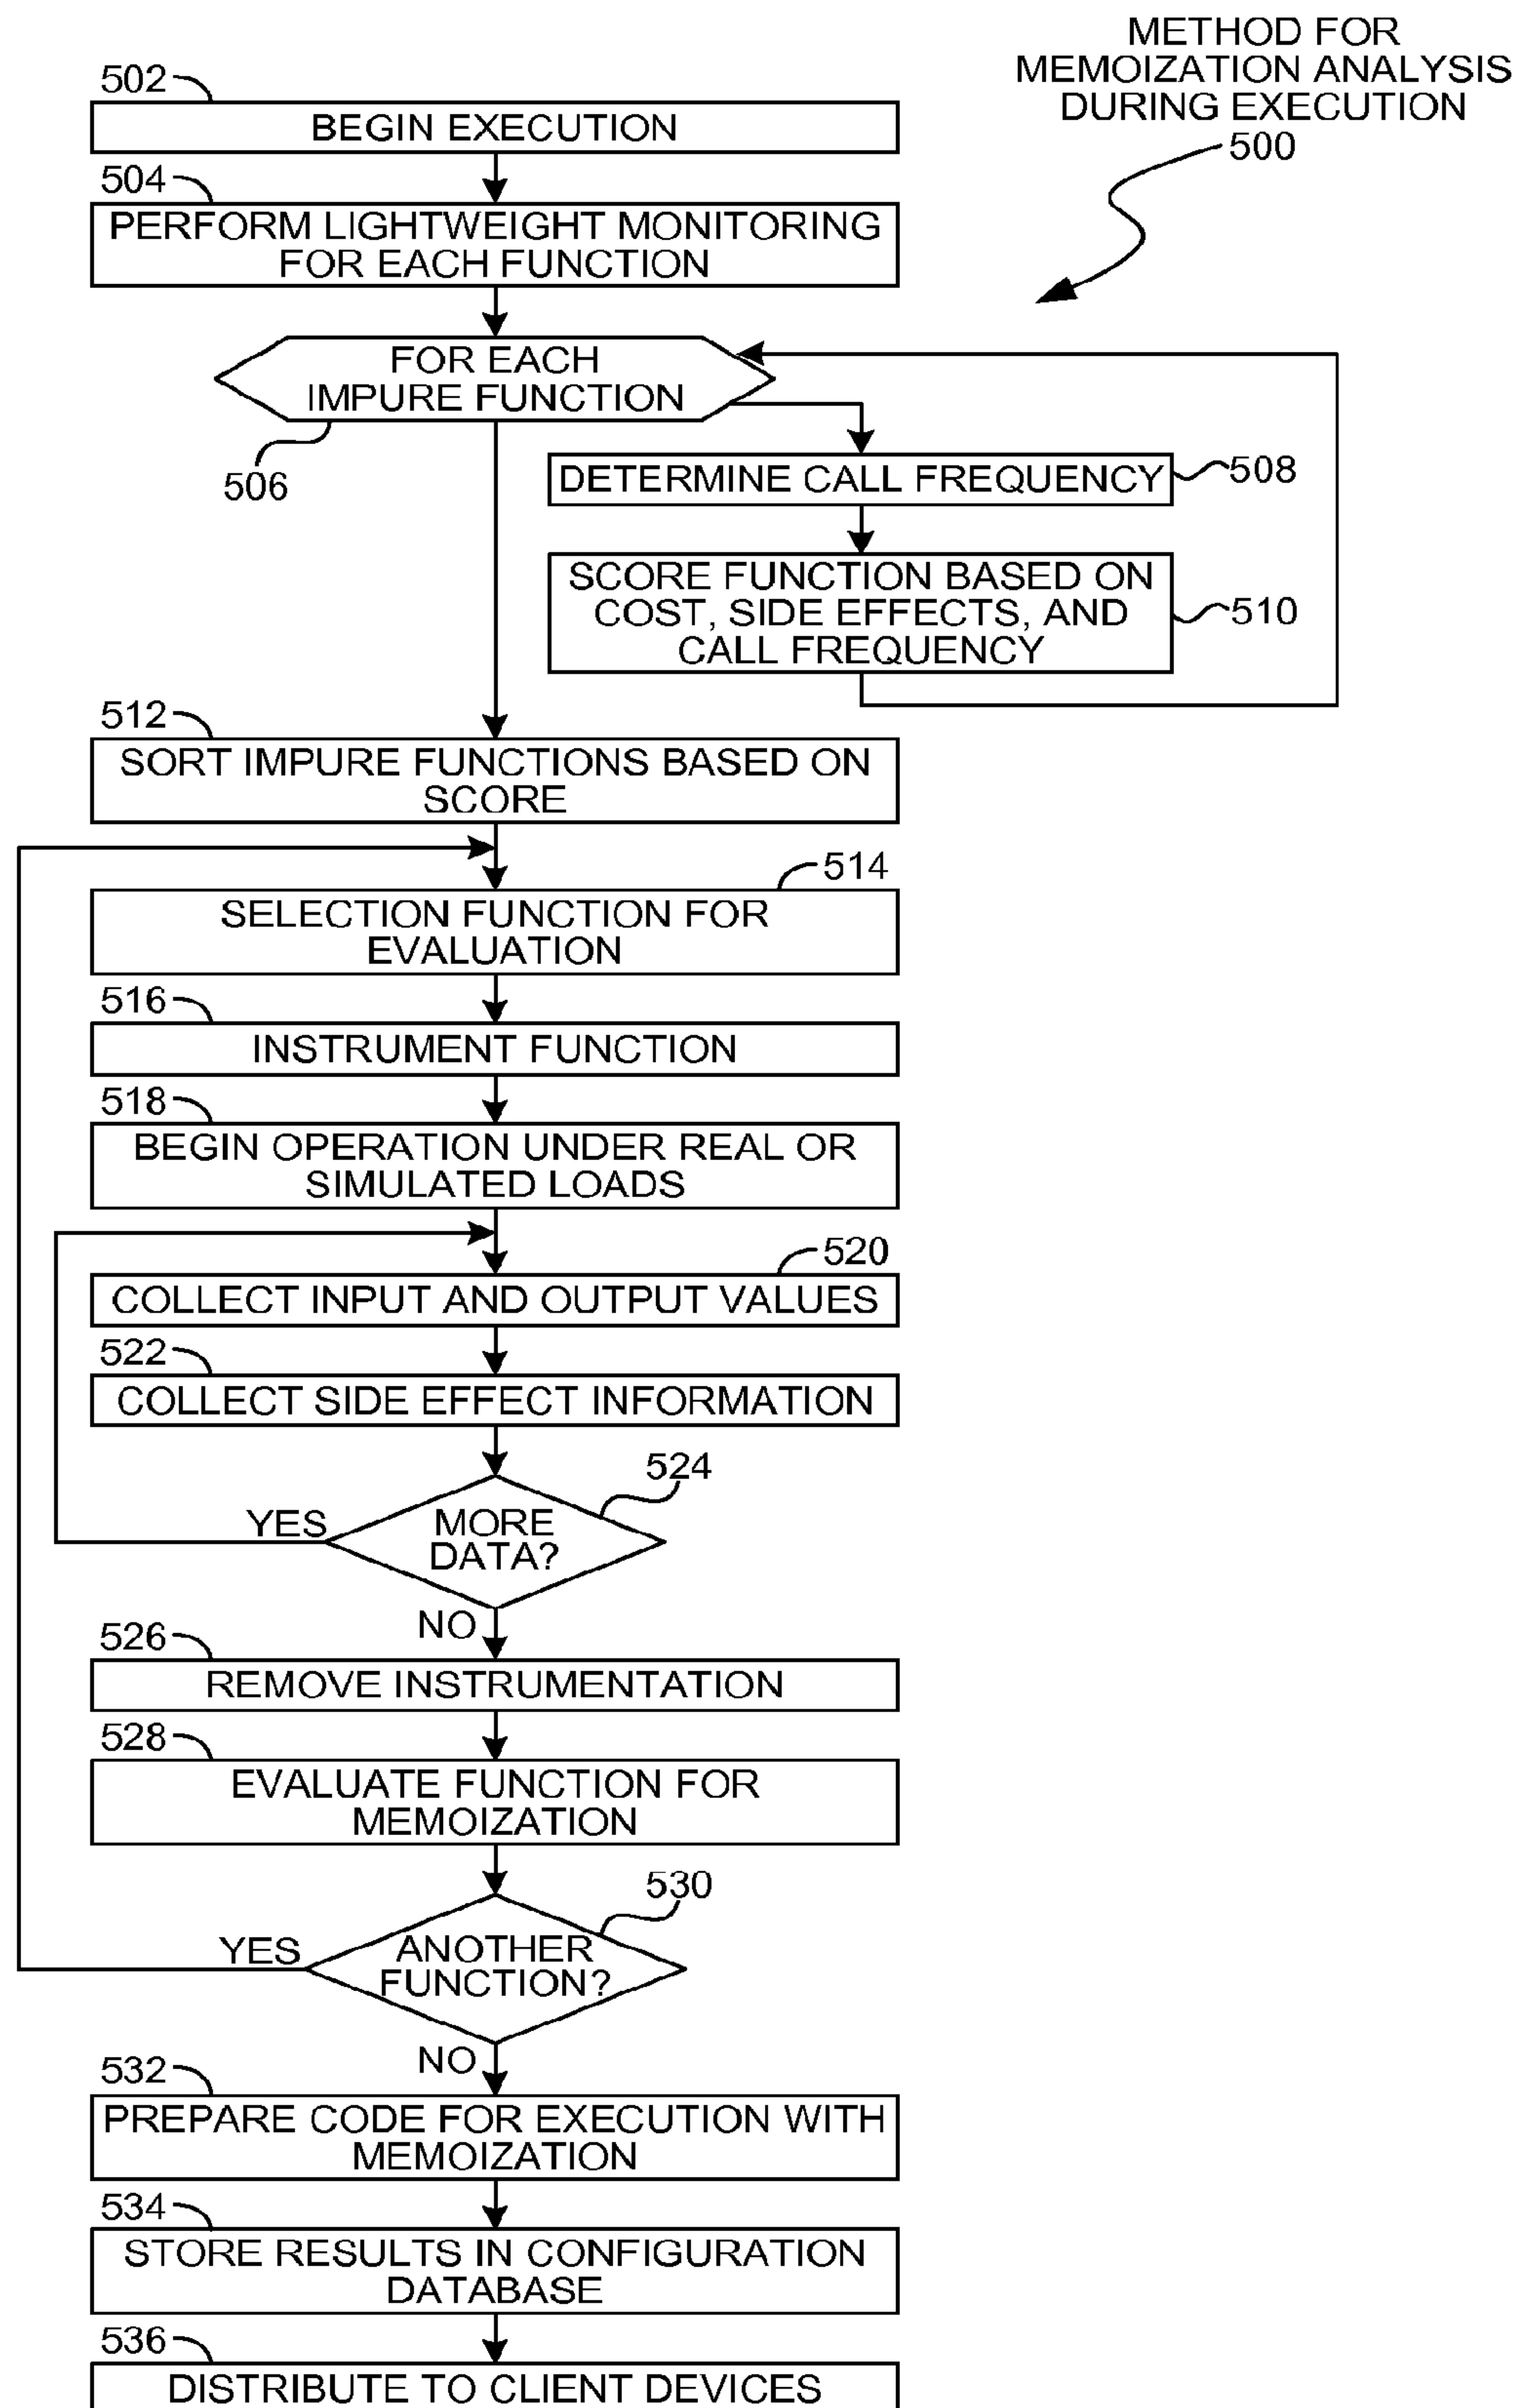 METHOD FOR
MEMOIZATION ANALYSIS
DURING EXECUTION
500
502
BEGIN EXECUTION
504
PERFORM LIGHTWEIGHT MONITORING
FOR EACH FUNCTION
FOR EACH
IMPURE FUNCTION
506
DETERMINE CALL FREQUENCY
508
SCORE FUNCTION BASED ON
COST, SIDE EFFECTS, AND
CALL FREQUENCY
510
512
SORT IMPURE FUNCTIONS BASED ON
SCORE
514
SELECTION FUNCTION FOR
EVALUATION
516
INSTRUMENT FUNCTION
518
BEGIN OPERATION UNDER REAL OR
SIMULATED LOADS
520
COLLECT INPUT AND OUTPUT VALUES
522
COLLECT SIDE EFFECT INFORMATION
524
YES
MORE
DATA?
NO
526
REMOVE INSTRUMENTATION
528
EVALUATE FUNCTION FOR
MEMOIZATION
530
YES
ANOTHER
FUNCTION?
NO
532
PREPARE CODE FOR EXECUTION WITH
MEMOIZATION
534
STORE RESULTS IN CONFIGURATION
DATABASE
536
DISTRIBUTE TO CLIENT DEVICES